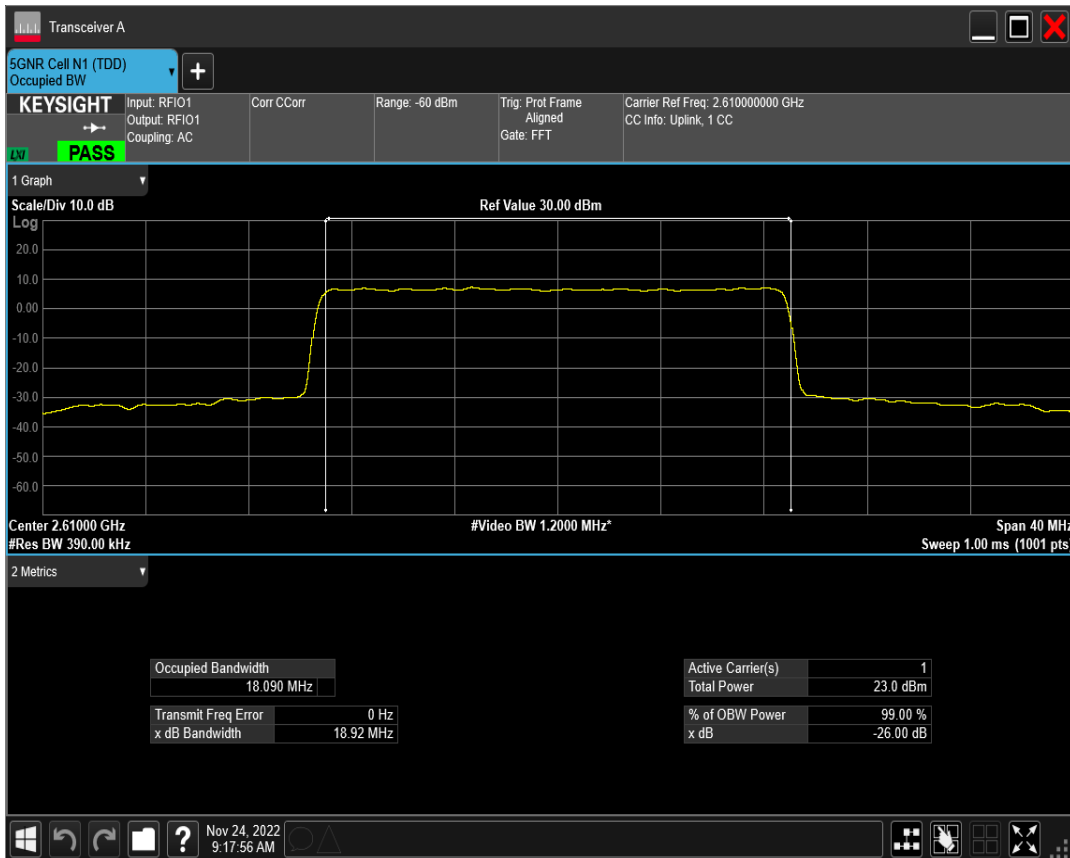 Transceiver A
5GNR Cell N1 (TDD)
Occupied BW
+
KEYSIGHT
LXI
PASS
Input: RFIO1
Output: RFIO1
Coupling: AC
Corr CCorr
Range: -60 dBm
Trig: Prot Frame
Aligned
Gate: FFT
Carrier Ref Freq: 2.610000000 GHz
CC Info: Uplink, 1 CC
1 Graph
Scale/Div 10.0 dB
Ref Value 30.00 dBm
Log
20.0
10.0
0.00
-10.0
-20.0
-30.0
-40.0
-50.0
-60.0
Center 2.61000 GHz
#Video BW 1.2000 MHz*
Span 40 MHz
#Res BW 390.00 kHz
Sweep 1.00 ms (1001 pts)
2 Metrics
Occupied Bandwidth
18.090 MHz
Transmit Freq Error 0 Hz
x dB Bandwidth 18.92 MHz
Active Carrier(s) 1
Total Power 23.0 dBm
% of OBW Power 99.00 %
x dB -26.00 dB
?
Nov 24, 2022
9:17:56 AM